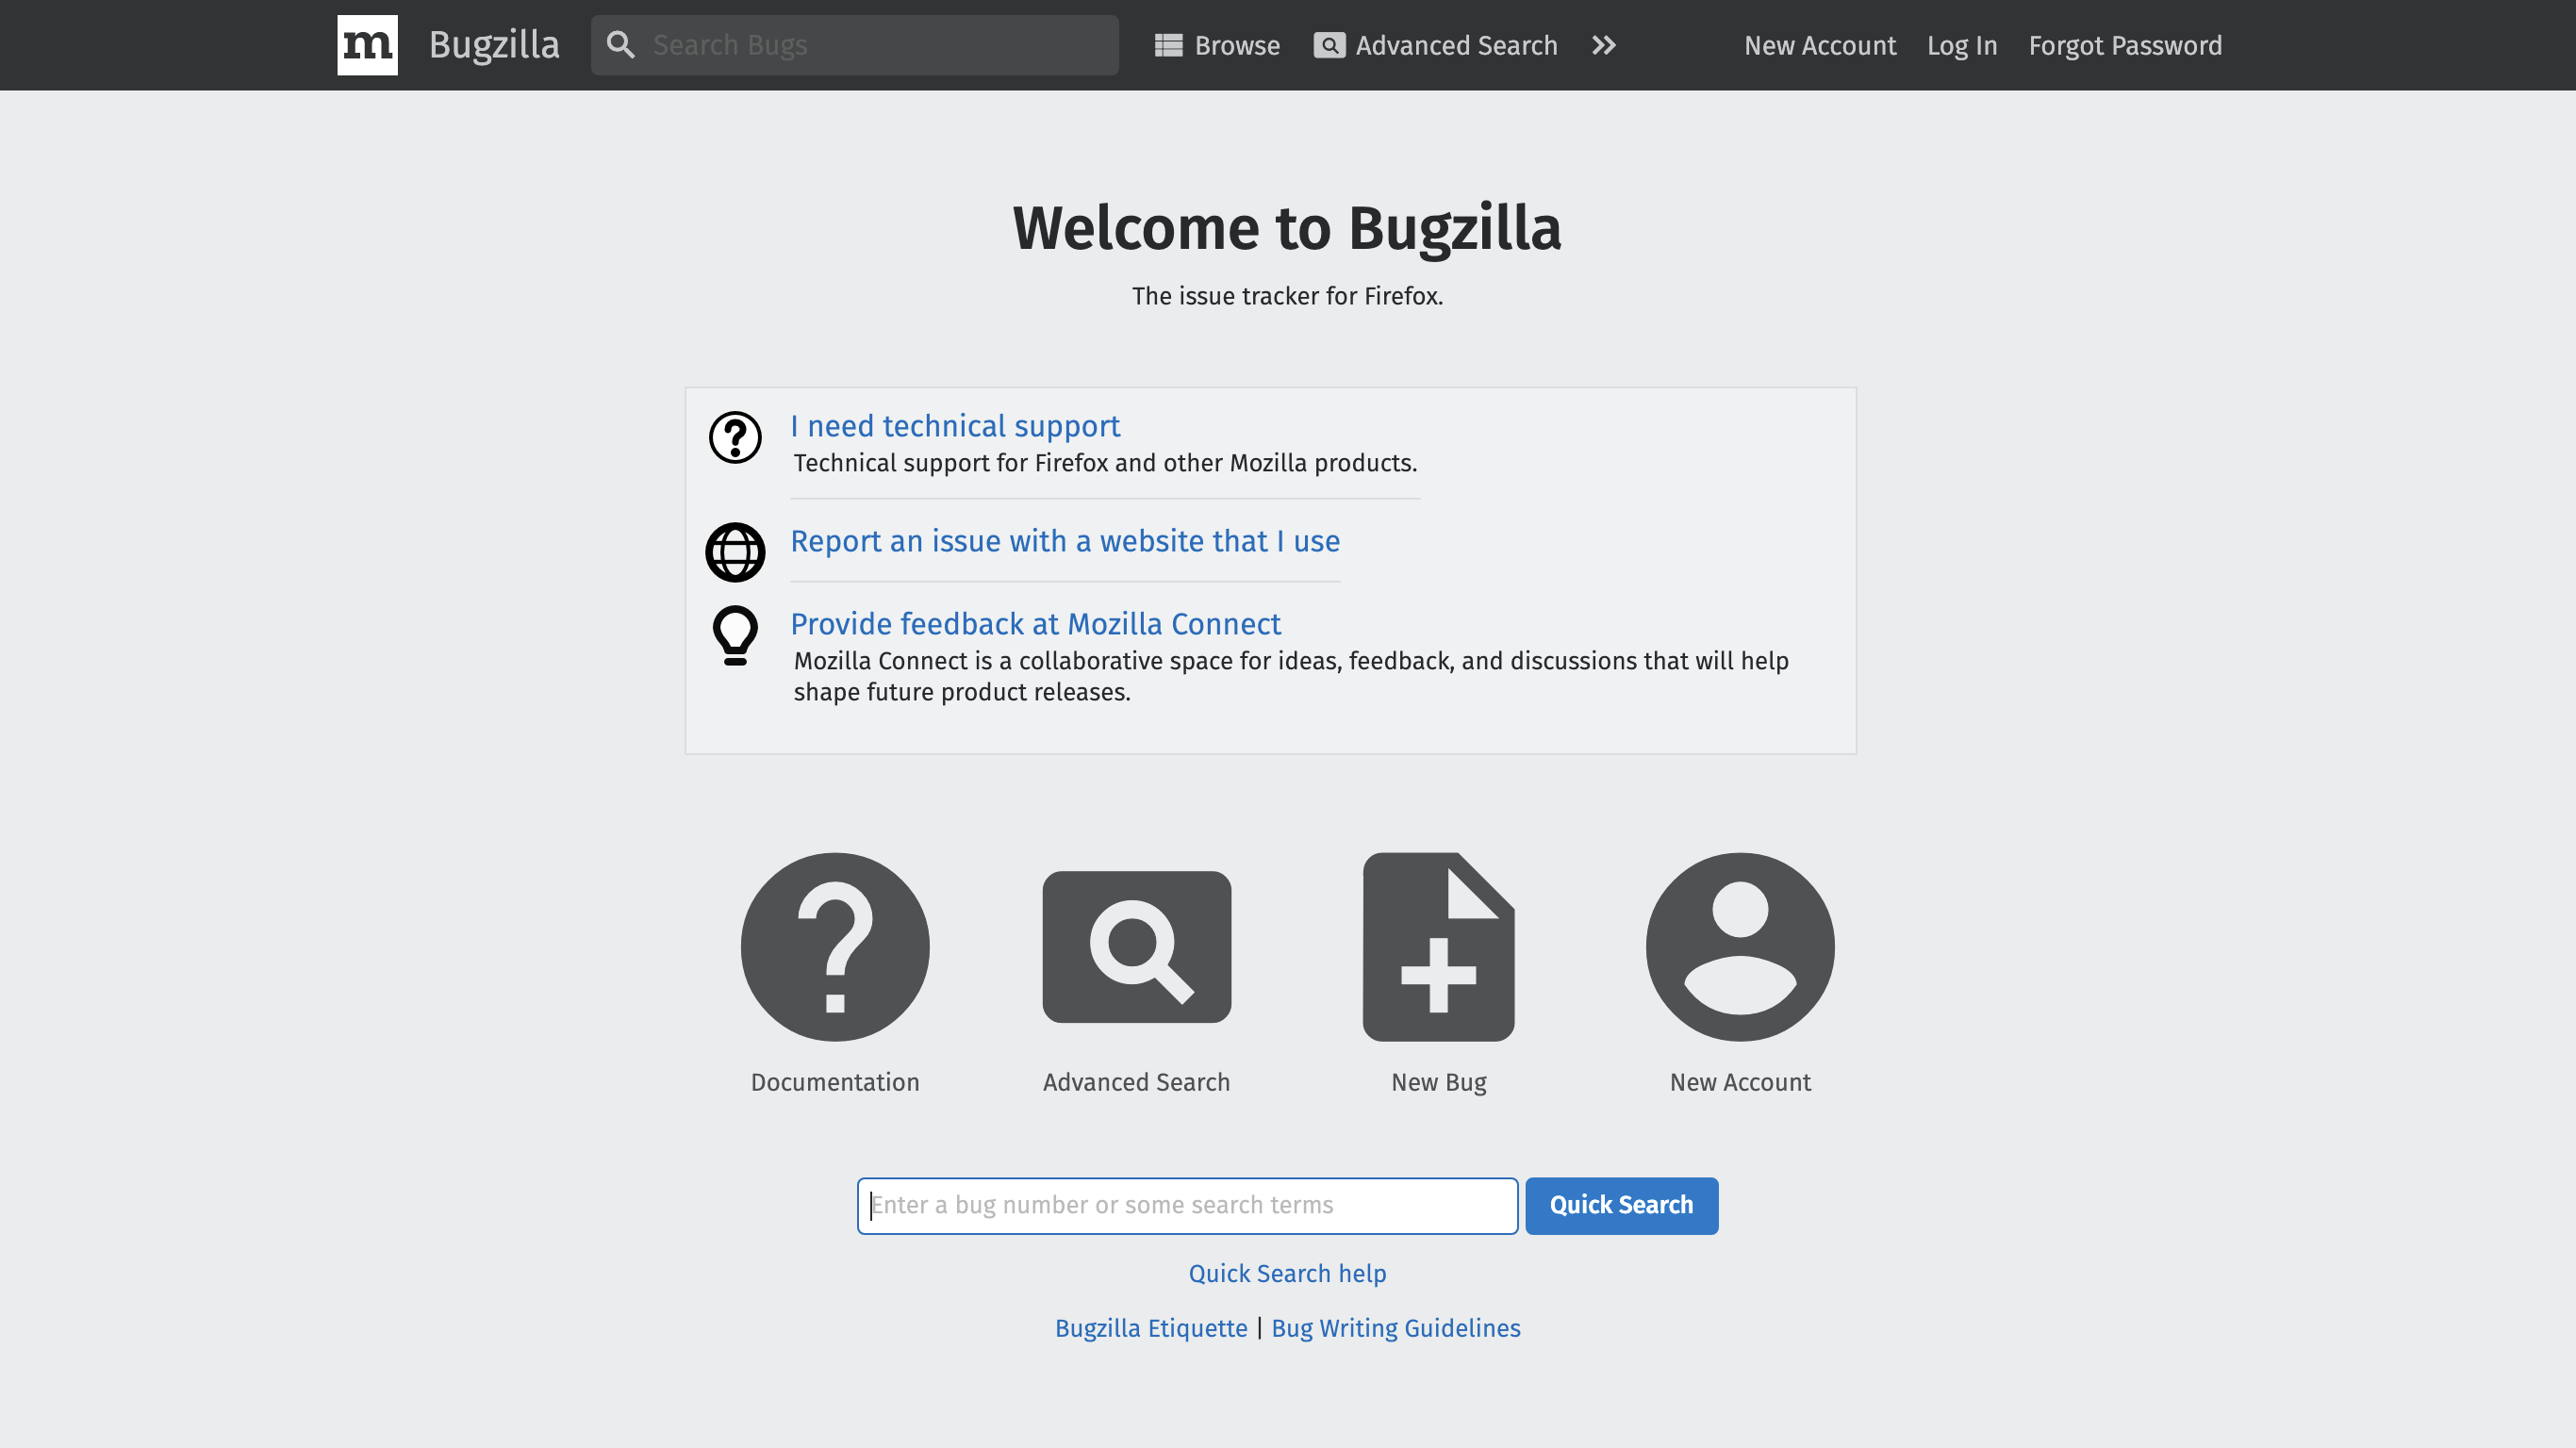 m Bugzilla Search Bugs Browse Advanced Search New Account Log In Forgot Password
Welcome to Bugzilla
The issue tracker for Firefox.
I need technical support
Technical support for Firefox and other Mozilla products.
Report an issue with a website that I use
Provide feedback at Mozilla Connect
Mozilla Connect is a collaborative space for ideas, feedback, and discussions that will help
shape future product releases.
Documentation Advanced Search New Bug New Account
Enter a bug number or some search terms Quick Search
Quick Search help
Bugzilla Etiquette | Bug Writing Guidelines